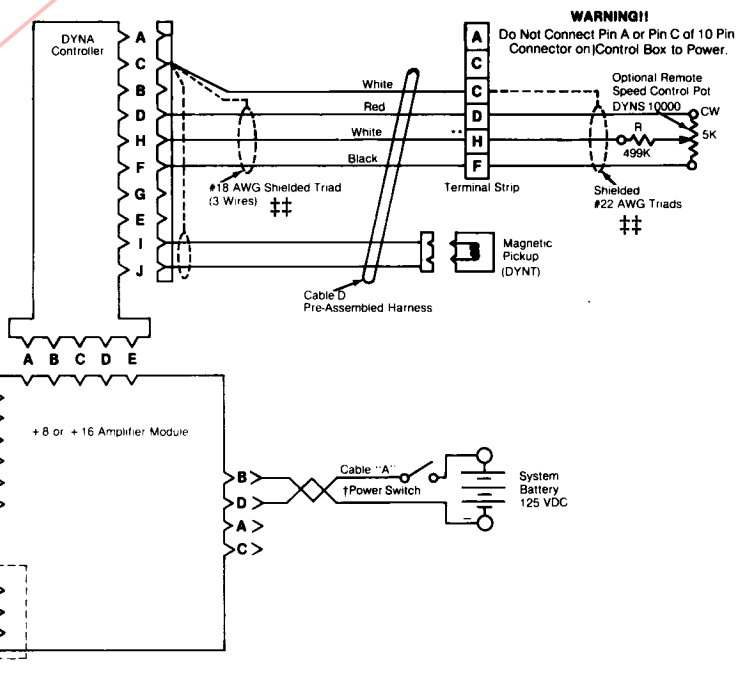 WARNING!!
Do Not Connect Pin A or Pin C of 10 Pin
Connector on Control Box to Power.
DYNA
Controller
A
C
B
D
H
F
G
E
I
J
White
Red
White
Black
A
C
C
D
** H
F
Terminal Strip
Optional Remote
Speed Control Pot
DYNS 10000
CW
5K
R
499K
#18 AWG Shielded Triad
(3 Wires) ‡‡
Shielded
#22 AWG Triads
‡‡
Magnetic
Pickup
(DYNT)
Cable D
Pre-Assembled Harness
A B C D E
+8 or +16 Amplifier Module
B
D
A
C
Cable "A"
†Power Switch
System
Battery
125 VDC
–